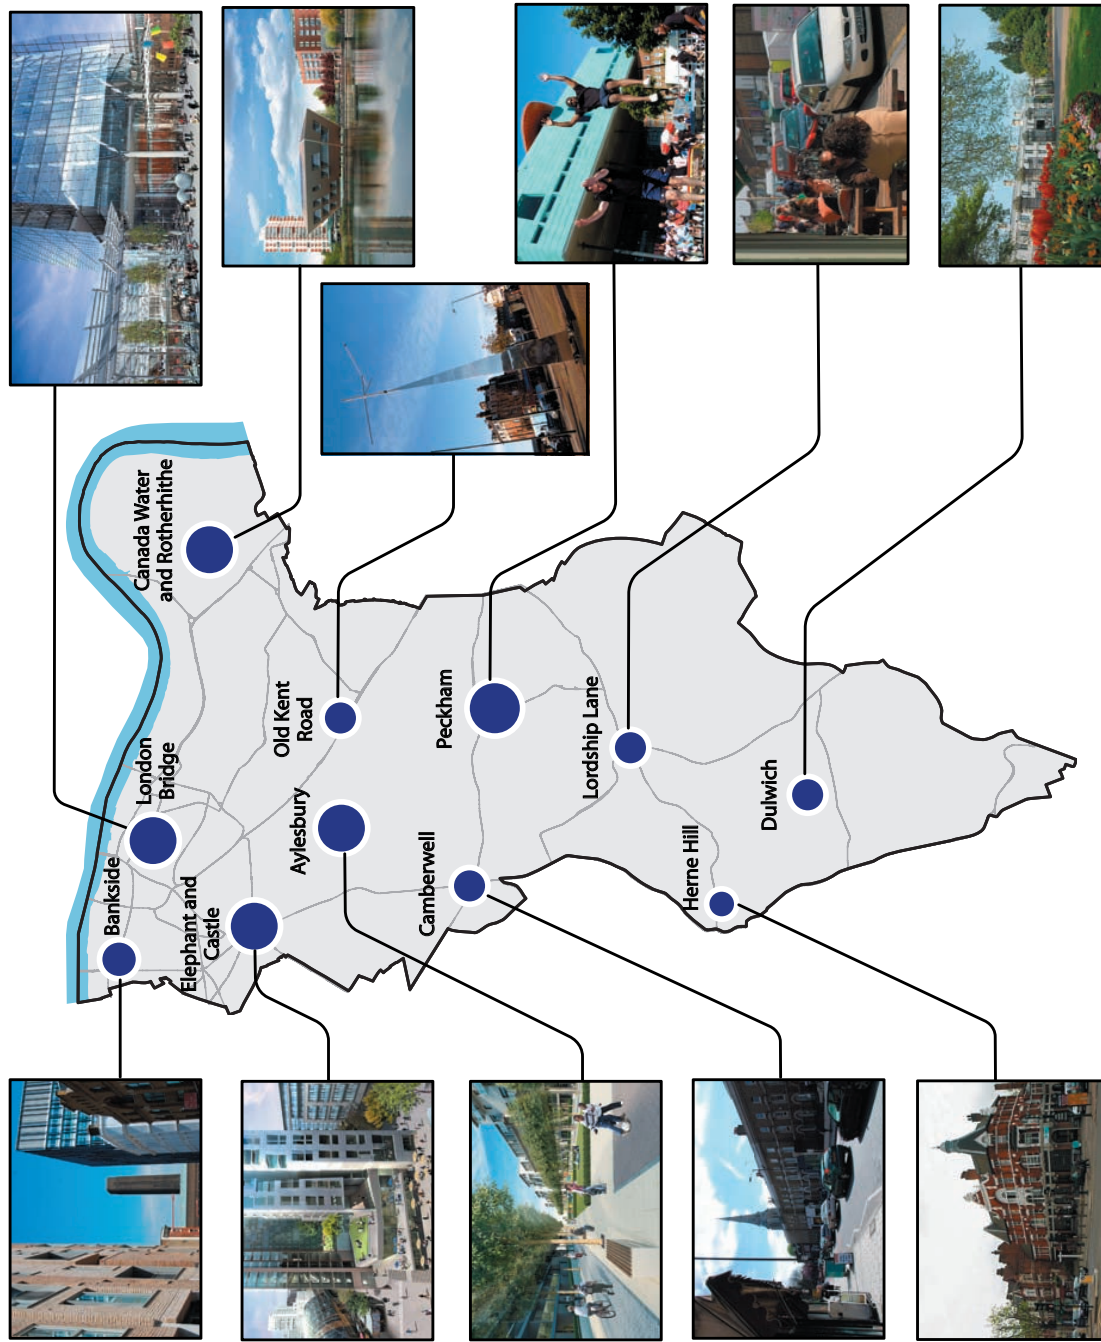 Canada Water
and Rotherhithe
London
Bridge
Bankside
Elephant and
Castle
Old Kent
Road
Aylesbury
Peckham
Camberwell
Lordship Lane
Herne Hill
Dulwich